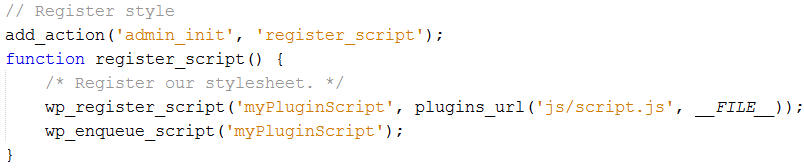 // Register style
add_action('admin_init', 'register_script');
function register_script() {
    /* Register our stylesheet. */
    wp_register_script('myPluginScript', plugins_url('js/script.js', __FILE__));
    wp_enqueue_script('myPluginScript');
}